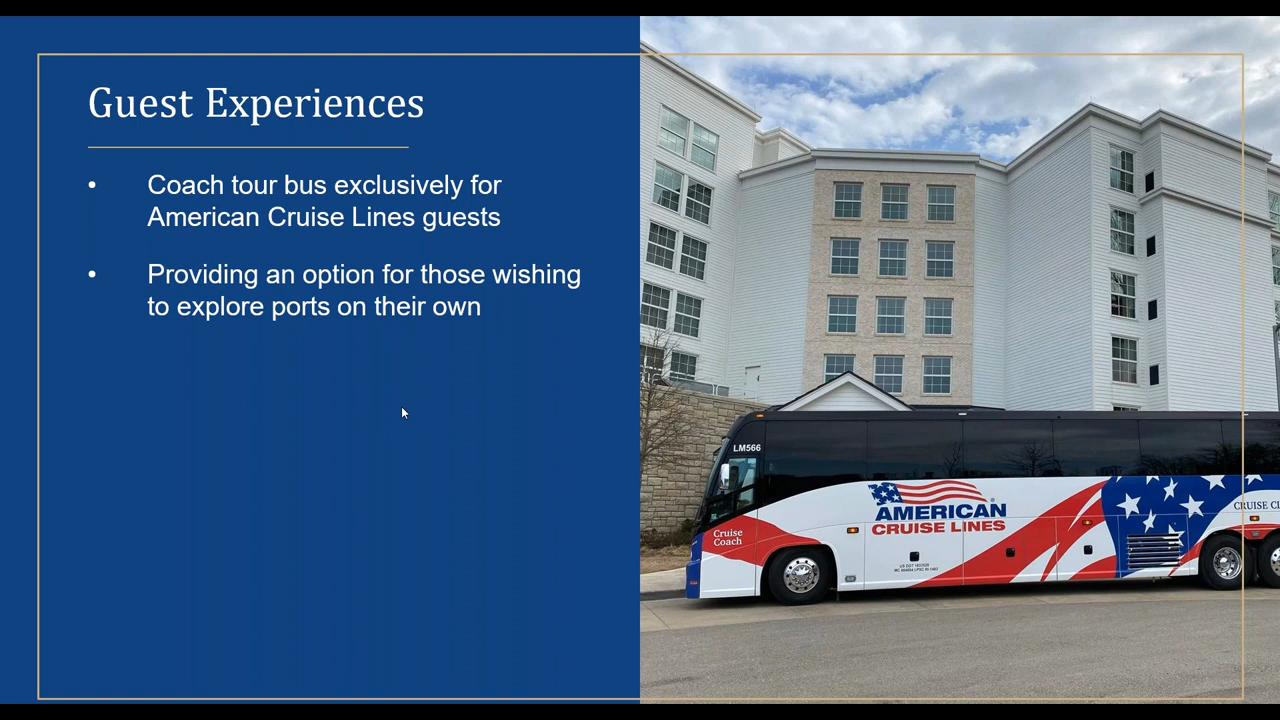 Guest Experiences
• Coach tour bus exclusively for
American Cruise Lines guests
• Providing an option for those wishing
to explore ports on their own
LM566
AMERICAN
CRUISE LINES
CRUISE
Cruise
Coach